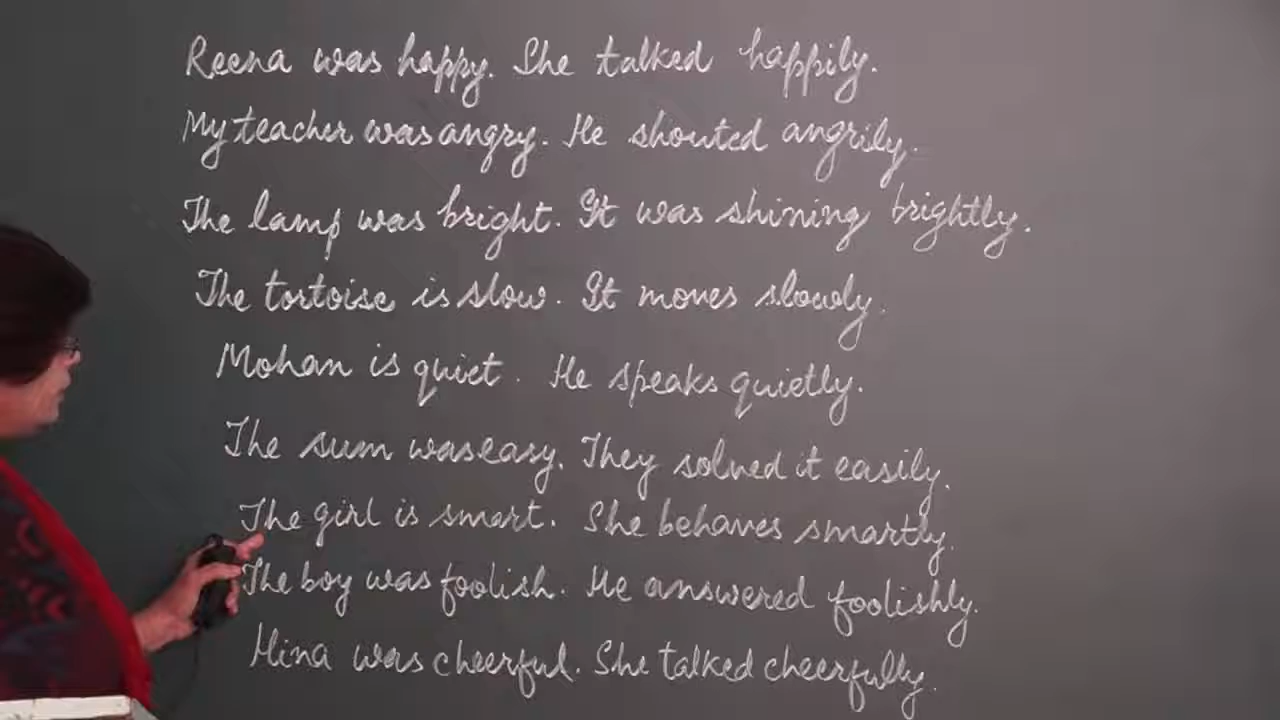 Reena was happy. She talked happily.
My teacher was angry. He shouted angrily.
The lamp was bright. It was shining brightly.
The tortoise is slow. It moves slowly.
Mohan is quiet. He speaks quietly.
The sum was easy. They solved it easily.
The girl is smart. She behaves smartly.
The boy was foolish. He answered foolishly.
Hina was cheerful. She talked cheerfully.